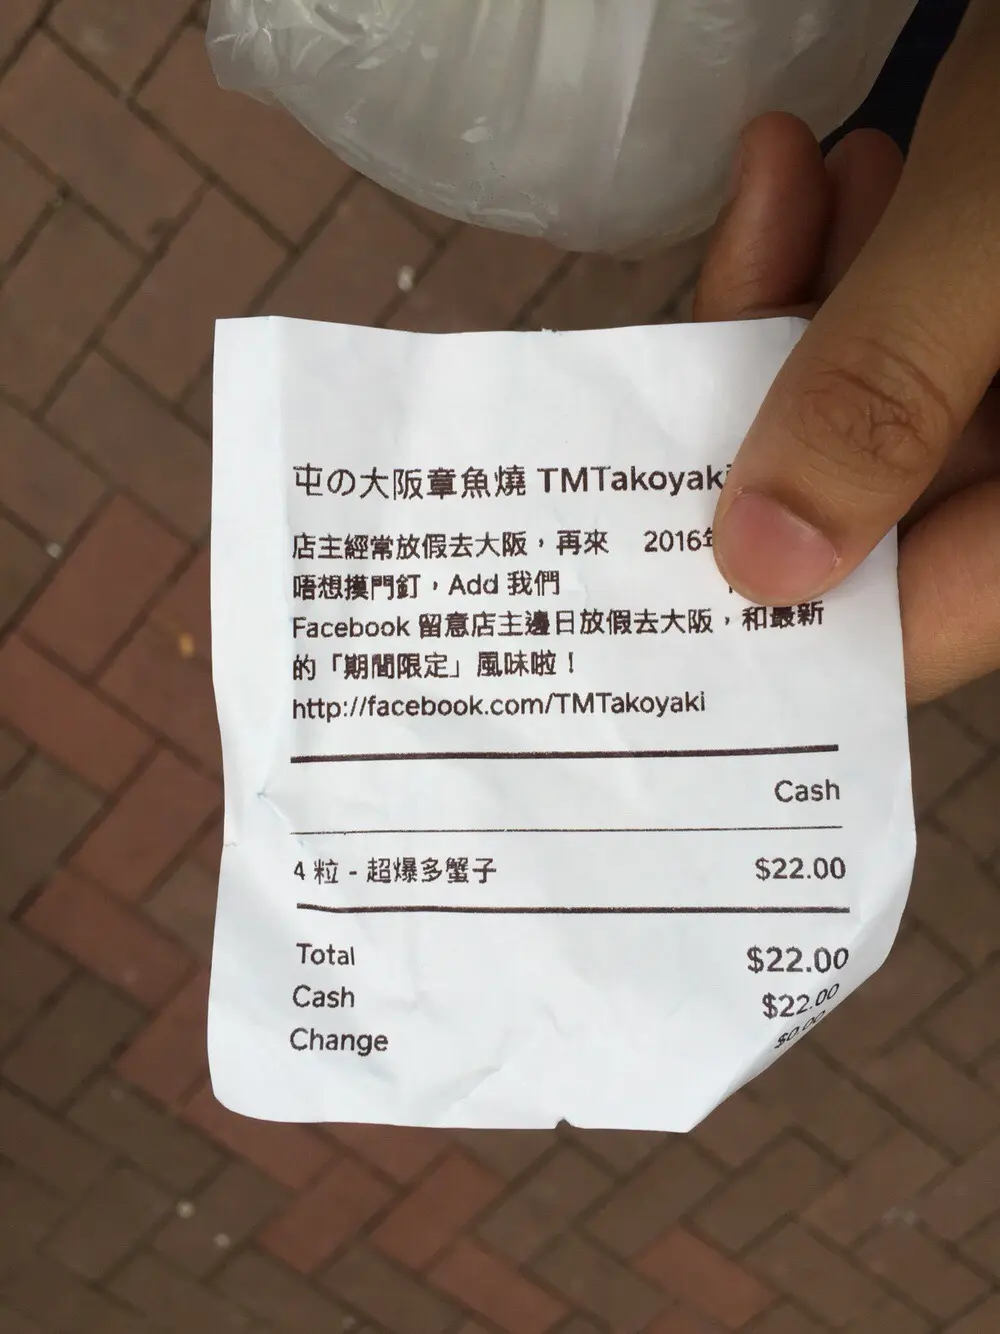 屯の大阪章魚燒 TMTakoyaki
店主經常放假去大阪，再來 2016
唔想摸門釘，Add 我們
Facebook 留意店主邊日放假去大阪，和最新
的「期間限定」風味啦！
http://facebook.com/TMTakoyaki
Cash
4 粒 - 超爆多蟹子 $22.00
Total $22.00
Cash $22.00
Change $0.00